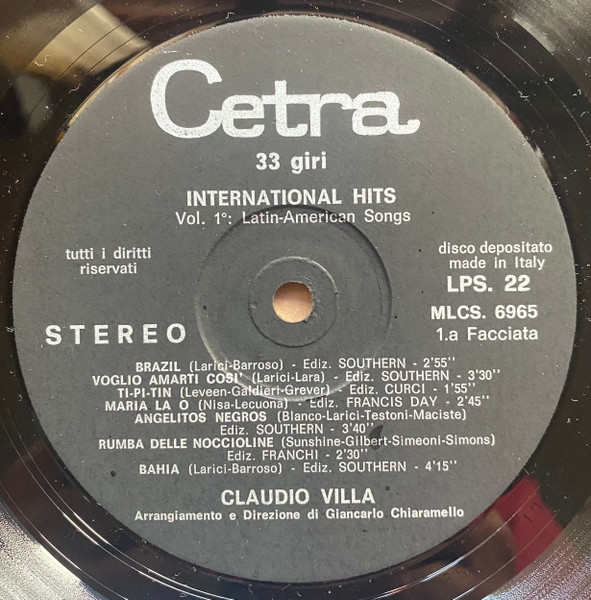 Cetra
33 giri
INTERNATIONAL HITS
Vol. 1°: Latin-American Songs
tutti i diritti
riservati
disco depositato
made in Italy
LPS. 22
MLCS. 6965
STEREO
1.a Facciata
BRAZIL (Larici-Barroso) - Ediz. SOUTHERN - 2'55''
VOGLIO AMARTI COSI' (Larici-Lara) - Ediz. SOUTHERN - 3'30''
TI-PI-TIN (Leveen-Galdieri-Grever) - Ediz. CURCI - 1'55''
MARIA LA O (Nisa-Lecuona) - Ediz. FRANCIS DAY - 2'45''
ANGELITOS NEGROS (Blanco-Larici-Testoni-Maciste)
Ediz. SOUTHERN - 3'40''
RUMBA DELLE NOCCIOLINE (Sunshine-Gilbert-Simeoni-Simons)
Ediz. FRANCHI - 2'30''
BAHIA (Larici-Barroso) - Ediz. SOUTHERN - 4'15''
CLAUDIO VILLA
Arrangiamento e Direzione di Giancarlo Chiaramello